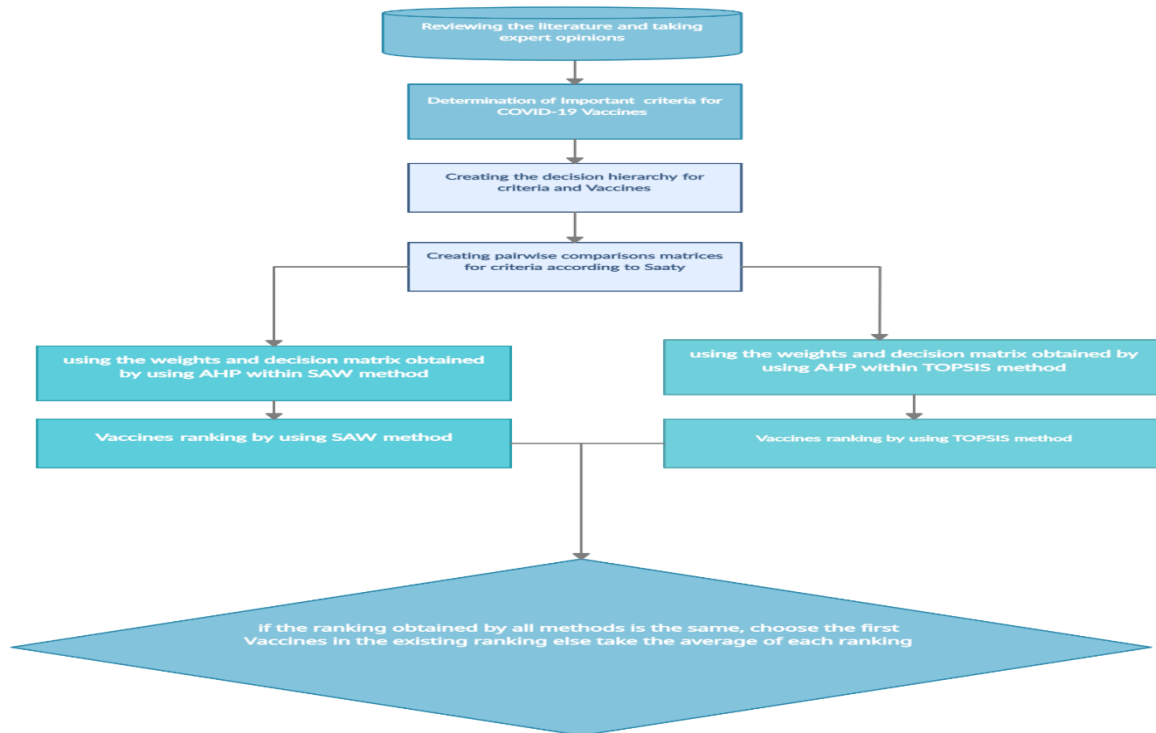 Reviewing the literature and taking
expert opinions
Determination of Important criteria for
COVID-19 Vaccines
Creating the decision hierarchy for
criteria and Vaccines
Creating pairwise comparisons matrices
for criteria according to Saaty
using the weights and decision matrix obtained
by using AHP within SAW method
using the weights and decision matrix obtained by
using AHP within TOPSIS method
Vaccines ranking by using SAW method
Vaccines ranking by using TOPSIS method
if the ranking obtained by all methods is the same, choose the first
Vaccines in the existing ranking else take the average of each ranking